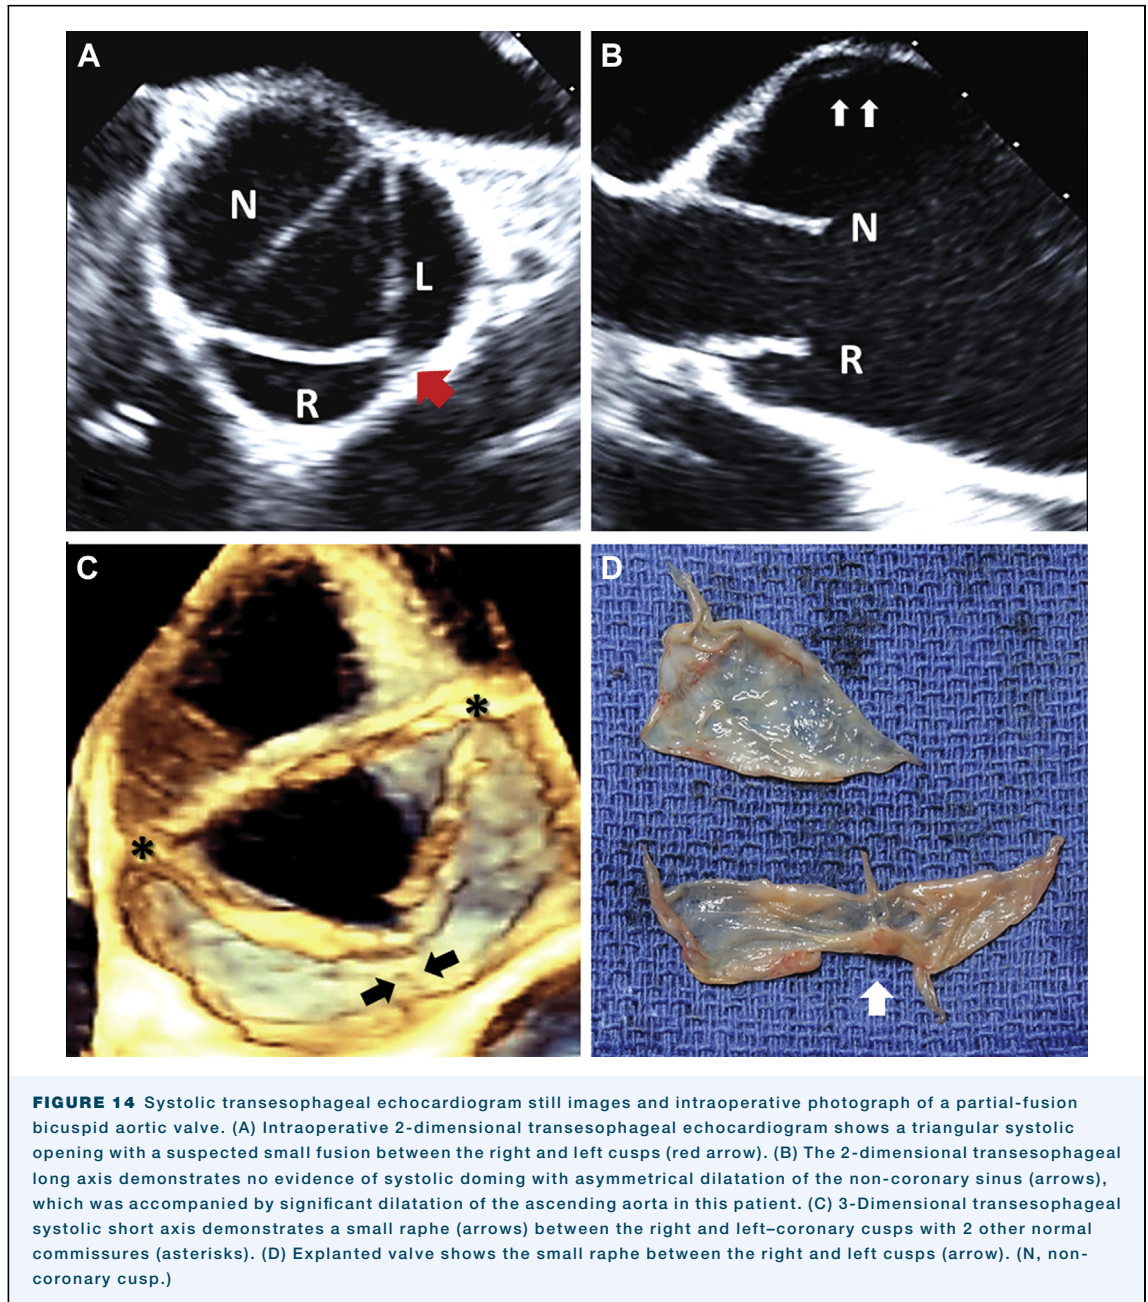 A
B
N
L
R
N
R
C
D
*
*
FIGURE 14 Systolic transesophageal echocardiogram still images and intraoperative photograph of a partial-fusion
bicuspid aortic valve. (A) Intraoperative 2-dimensional transesophageal echocardiogram shows a triangular systolic
opening with a suspected small fusion between the right and left cusps (red arrow). (B) The 2-dimensional transesophageal
long axis demonstrates no evidence of systolic doming with asymmetrical dilatation of the non-coronary sinus (arrows),
which was accompanied by significant dilatation of the ascending aorta in this patient. (C) 3-Dimensional transesophageal
systolic short axis demonstrates a small raphe (arrows) between the right and left–coronary cusps with 2 other normal
commissures (asterisks). (D) Explanted valve shows the small raphe between the right and left cusps (arrow). (N, non-
coronary cusp.)